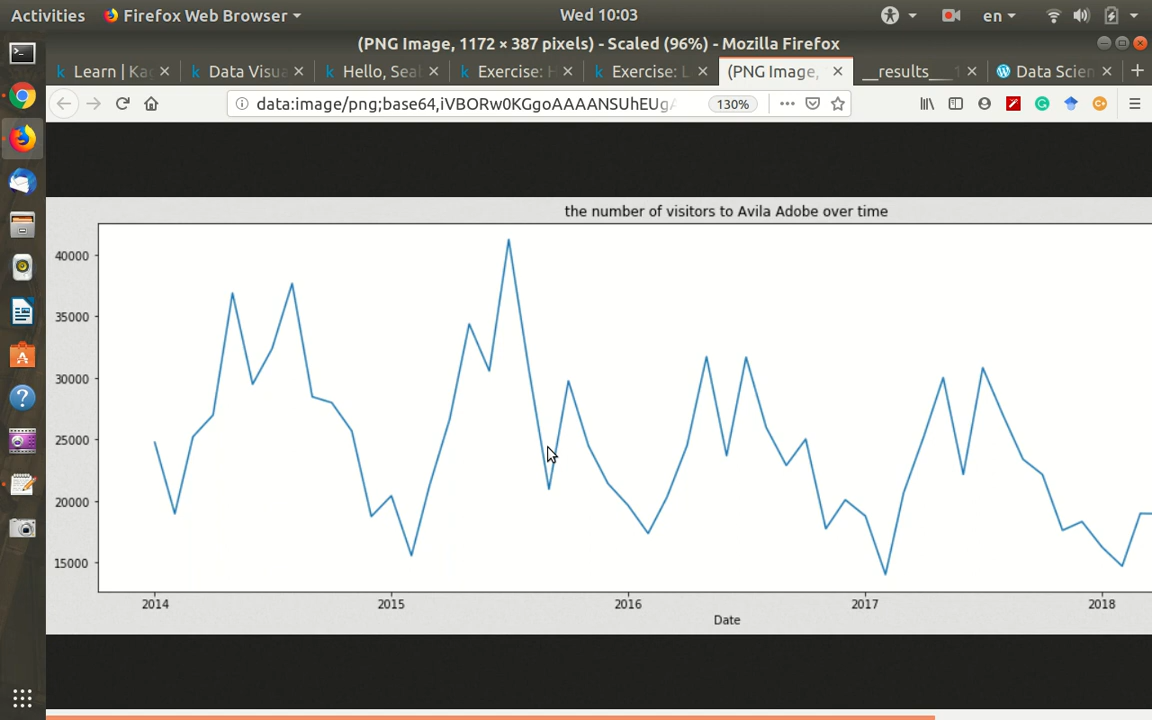 Activities Firefox Web Browser Wed 10:03 en
(PNG Image, 1172 × 387 pixels) - Scaled (96%) - Mozilla Firefox
Learn | Ka Data Visua Hello, Sea Exercise: Exercise: (PNG Image, __results__ Data Scien
data:image/png;base64,iVBORw0KGgoAAAANSUhEUg 130%
the number of visitors to Avila Adobe over time
40000
35000
30000
25000
20000
15000
2014 2015 2016 2017 2018
Date